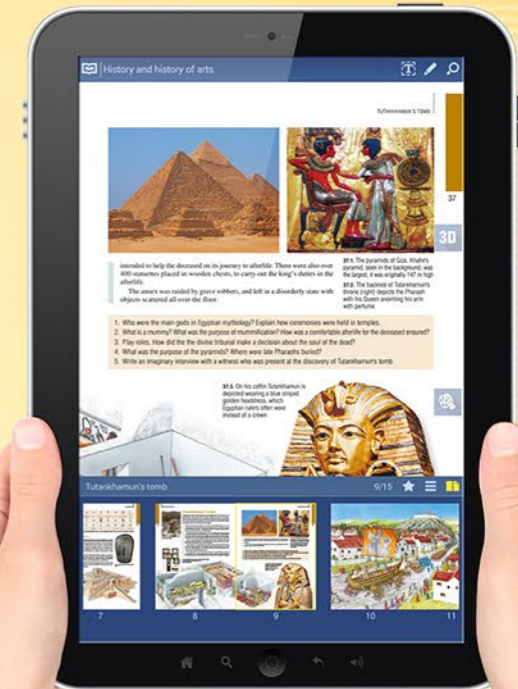 History and history of arts
TUTANKHAMUN'S TOMB
37
3D
intended to help the deceased on its journey to afterlife. There were also over
400 statuettes placed in wooden chests, to carry out the king's duties in the
afterlife.
The annex was raided by grave robbers, and left in a disorderly state with
objects scattered all over the floor.
37.1. The pyramids of Giza. Khafre's
pyramid, seen in the background, was
the largest, it was originally 147 m high
37.2. The backrest of Tutankhamun's
throne (right) depicts the Pharaoh
with his Queen anointing his arm
with perfume
1. Who were the main gods in Egyptian mythology? Explain how ceremonies were held in temples.
2. What is a mummy? What was the purpose of mummification? How was a comfortable afterlife for the deceased ensured?
3. Play roles. How did the the divine tribunal make a decision about the soul of the dead?
4. What was the purpose of the pyramids? Where were late Pharaohs buried?
5. Write an imaginary interview with a witness who was present at the discovery of Tutankhamun's tomb.
37.3. On his coffin Tutankhamun is
depicted wearing a blue striped
golden headdress, which
Egyptian rulers often wore
instead of a crown
Tutankhamun's tomb
9/15
7
8
9
10
11